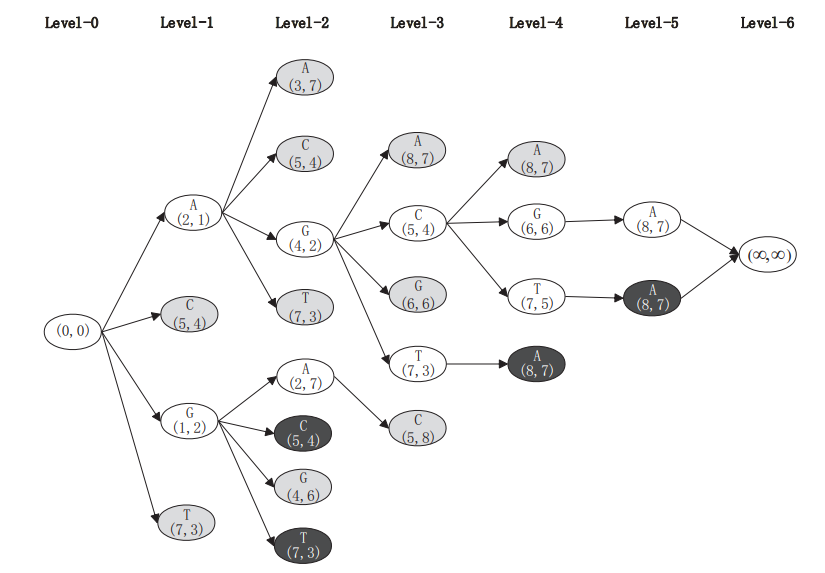 Level-0 Level-1 Level-2 Level-3 Level-4 Level-5 Level-6
(0,0)
A
(2,1)
C
(5,4)
G
(1,2)
T
(7,3)
A
(3,7)
C
(5,4)
G
(4,2)
T
(7,3)
A
(2,7)
C
(5,4)
G
(4,6)
T
(7,3)
A
(8,7)
C
(5,4)
G
(6,6)
T
(7,3)
C
(5,8)
A
(8,7)
G
(6,6)
T
(7,5)
A
(8,7)
A
(8,7)
A
(8,7)
(∞,∞)